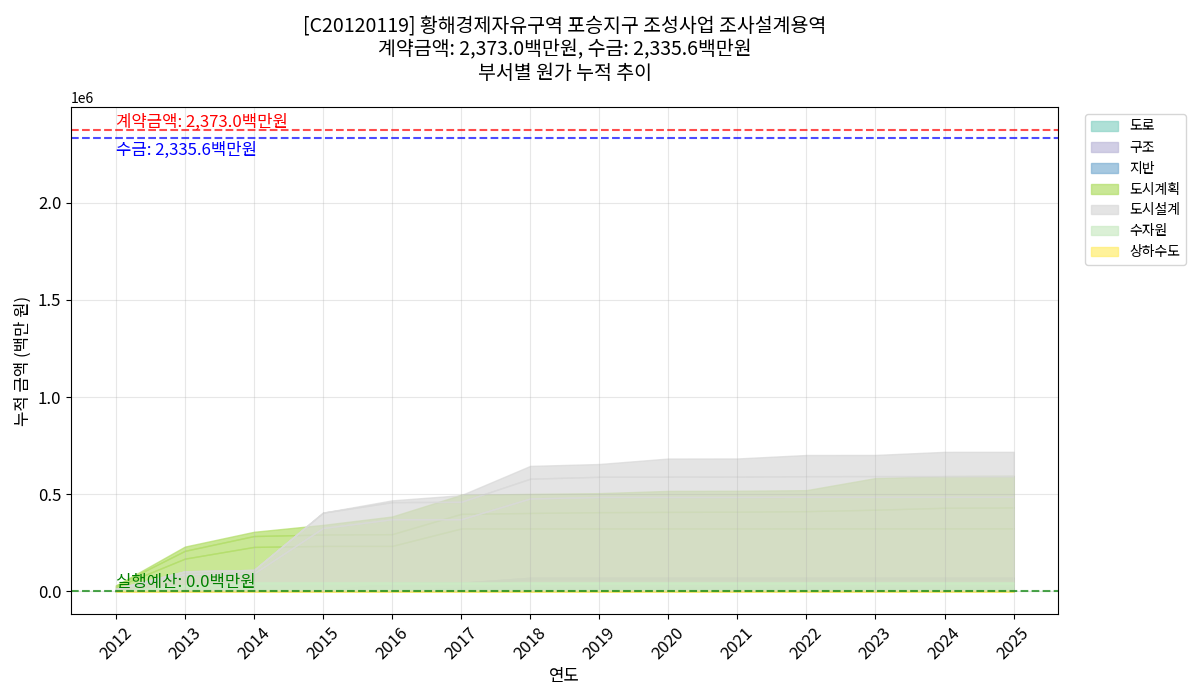 [C20120119] 황해경제자유구역 포승지구 조성사업 조사설계용역
계약금액: 2,373.0백만원, 수금: 2,335.6백만원
부서별 원가 누적 추이
1e6
계약금액: 2,373.0백만원
수금: 2,335.6백만원
실행예산: 0.0백만원
2.0
1.5
1.0
0.5
0.0
누적 금액 (백만 원)
2012
2013
2014
2015
2016
2017
2018
2019
2020
2021
2022
2023
2024
2025
연도
도로
구조
지반
도시계획
도시설계
수자원
상하수도